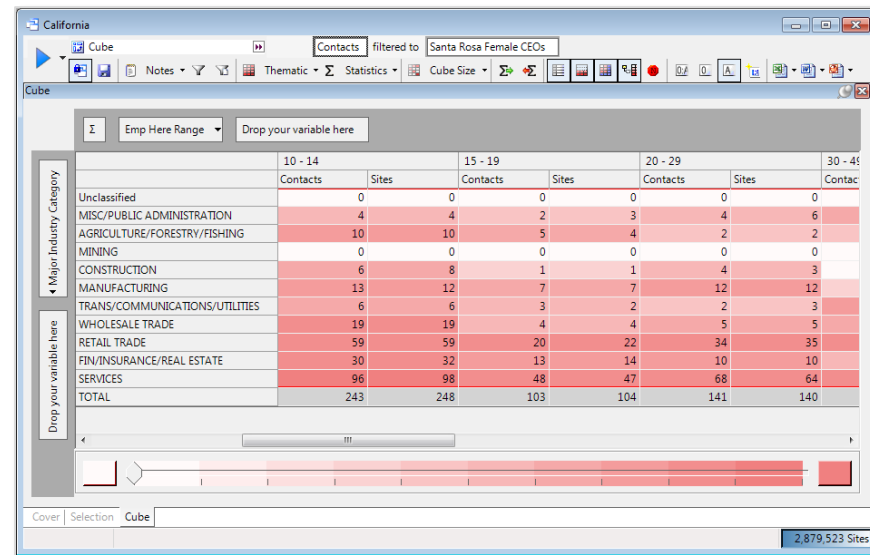 California
Cube Contacts filtered to Santa Rosa Female CEOs
Notes Thematic Σ Statistics Cube Size
Cube
Σ Emp Here Range Drop your variable here
Major Industry Category
Drop your variable here
10 - 14 15 - 19 20 - 29 30 - 49
Contacts Sites Contacts Sites Contacts Sites Contac
Unclassified 0 0 0 0 0 0
MISC/PUBLIC ADMINISTRATION 4 4 2 3 4 6
AGRICULTURE/FORESTRY/FISHING 10 10 5 4 2 2
MINING 0 0 0 0 0 0
CONSTRUCTION 6 8 1 1 4 3
MANUFACTURING 13 12 7 7 12 12
TRANS/COMMUNICATIONS/UTILITIES 6 6 3 2 2 3
WHOLESALE TRADE 19 19 4 4 5 5
RETAIL TRADE 59 59 20 22 34 35
FIN/INSURANCE/REAL ESTATE 30 32 13 14 10 10
SERVICES 96 98 48 47 68 64
TOTAL 243 248 103 104 141 140
Cover Selection Cube
2,879,523 Sites